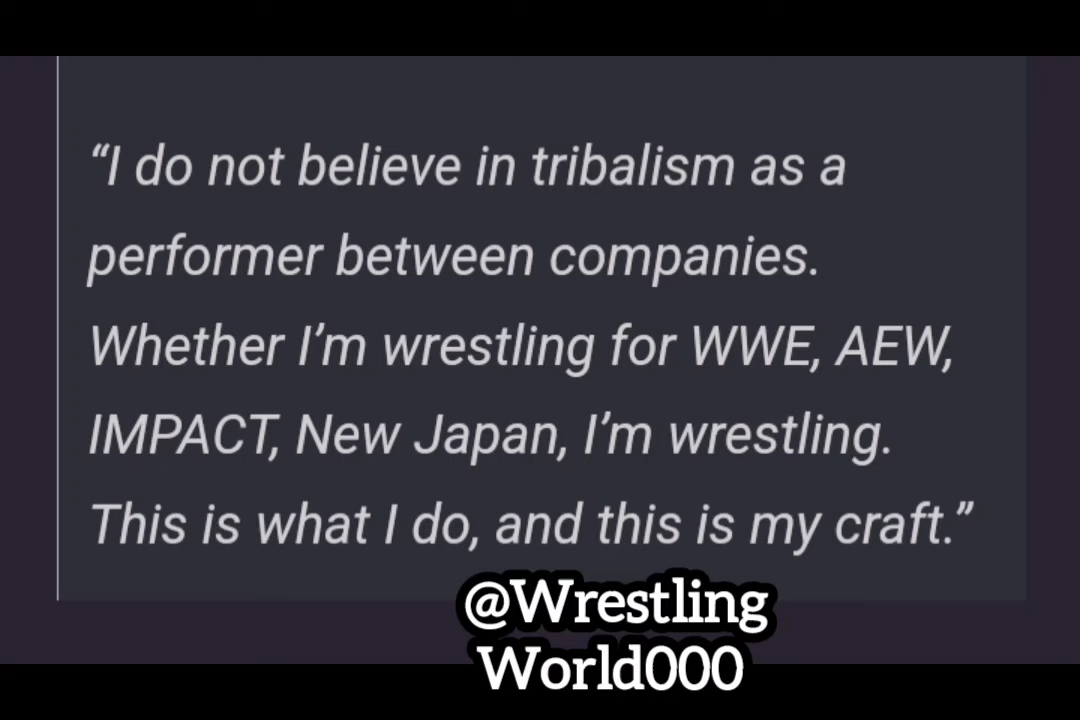 “I do not believe in tribalism as a
performer between companies.
Whether I’m wrestling for WWE, AEW,
IMPACT, New Japan, I’m wrestling.
This is what I do, and this is my craft.”
@Wrestling
World000